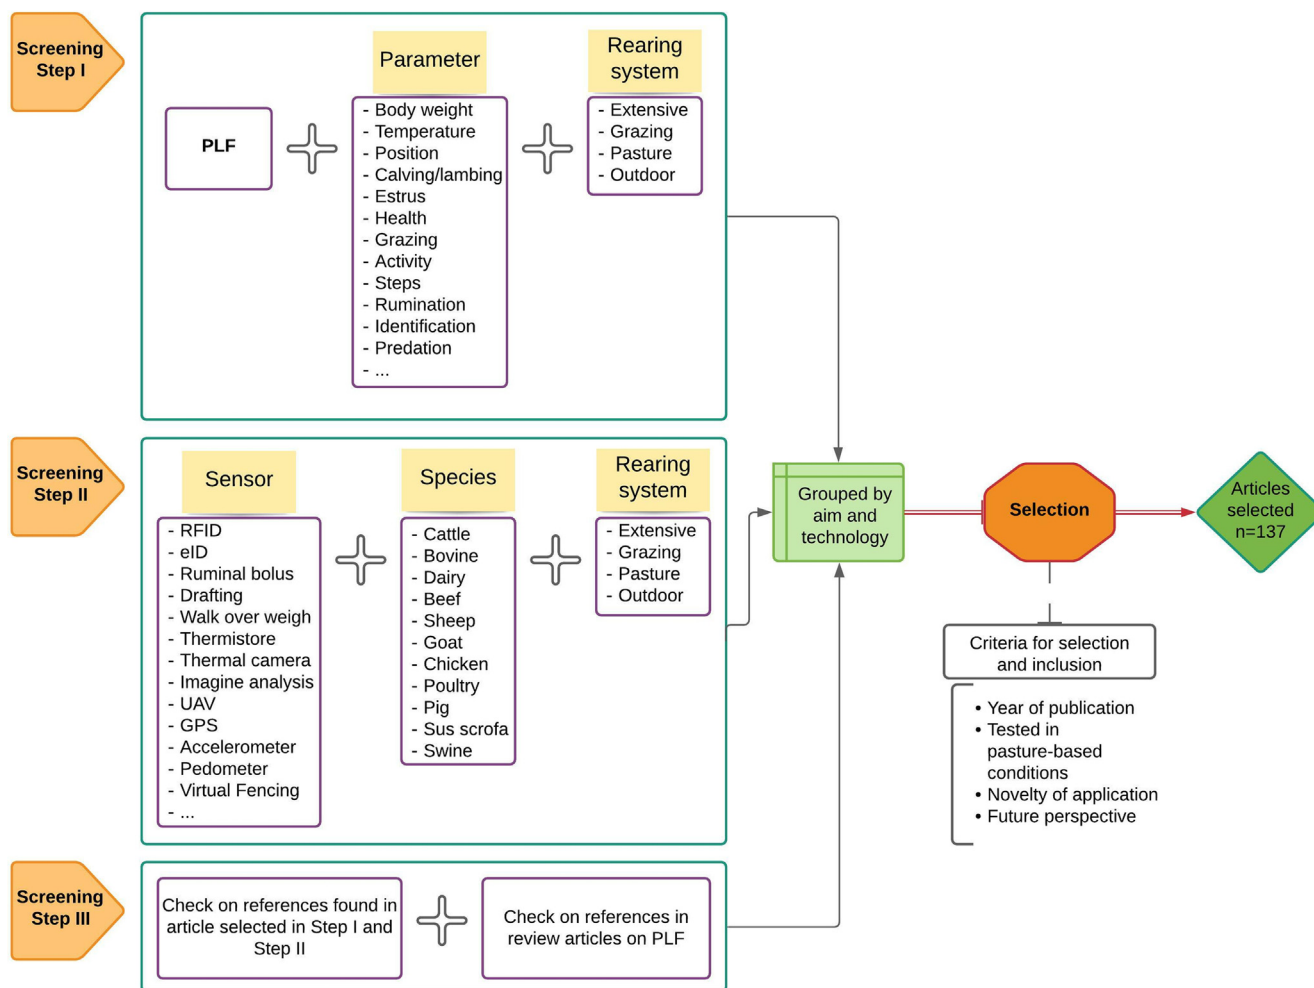 Screening
Step I
PLF
Parameter
- Body weight
- Temperature
- Position
- Calving/lambing
- Estrus
- Health
- Grazing
- Activity
- Steps
- Rumination
- Identification
- Predation
- ...
Rearing
system
- Extensive
- Grazing
- Pasture
- Outdoor
Screening
Step II
Sensor
- RFID
- eID
- Ruminal bolus
- Drafting
- Walk over weigh
- Thermistore
- Thermal camera
- Imagine analysis
- UAV
- GPS
- Accelerometer
- Pedometer
- Virtual Fencing
- ...
Species
- Cattle
- Bovine
- Dairy
- Beef
- Sheep
- Goat
- Chicken
- Poultry
- Pig
- Sus scrofa
- Swine
Rearing
system
- Extensive
- Grazing
- Pasture
- Outdoor
Screening
Step III
Check on references found in
article selected in Step I and
Step II
Check on references in
review articles on PLF
Grouped by
aim and
technology
Selection
Articles
selected
n=137
Criteria for selection
and inclusion
• Year of publication
• Tested in
pasture-based
conditions
• Novelty of application
• Future perspective